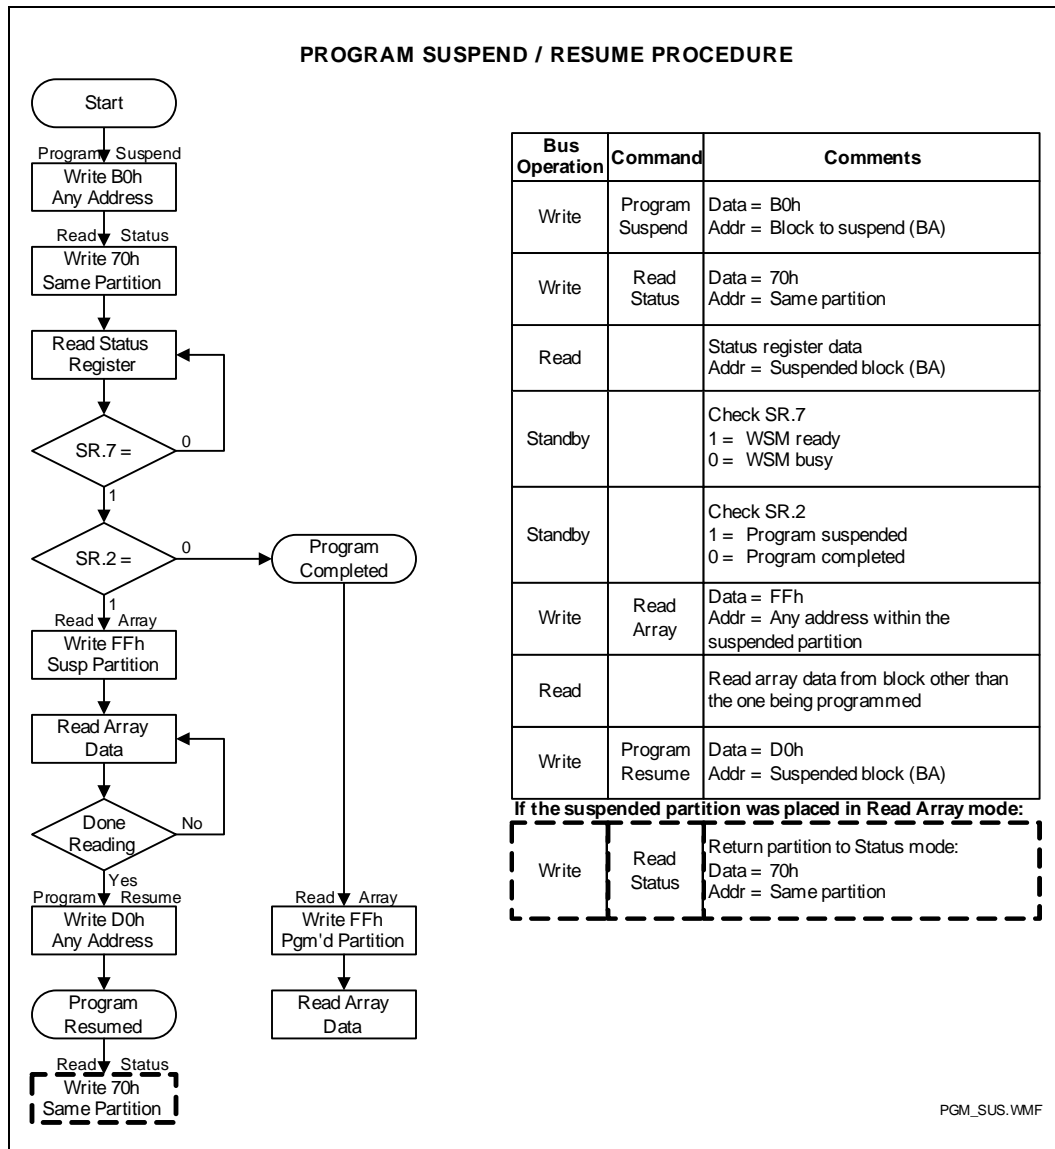 PROGRAM SUSPEND / RESUME PROCEDURE
Start
Program Suspend
Write B0h
Any Address
Read Status
Write 70h
Same Partition
Read Status
Register
SR.7 =
0
1
SR.2 =
0
Program
Completed
1
Read Array
Write FFh
Susp Partition
Read Array
Data
Done
Reading
No
Yes
Program Resume
Write D0h
Any Address
Read Array
Write FFh
Pgm'd Partition
Program
Resumed
Read Array
Data
Read Status
Write 70h
Same Partition
Bus
Operation
Command
Comments
Write
Program
Suspend
Data = B0h
Addr = Block to suspend (BA)
Write
Read
Status
Data = 70h
Addr = Same partition
Read
Status register data
Addr = Suspended block (BA)
Standby
Check SR.7
1 = WSM ready
0 = WSM busy
Standby
Check SR.2
1 = Program suspended
0 = Program completed
Write
Read
Array
Data = FFh
Addr = Any address within the
suspended partition
Read
Read array data from block other than
the one being programmed
Write
Program
Resume
Data = D0h
Addr = Suspended block (BA)
If the suspended partition was placed in Read Array mode:
Write
Read
Status
Return partition to Status mode:
Data = 70h
Addr = Same partition
PGM_SUS.WMF